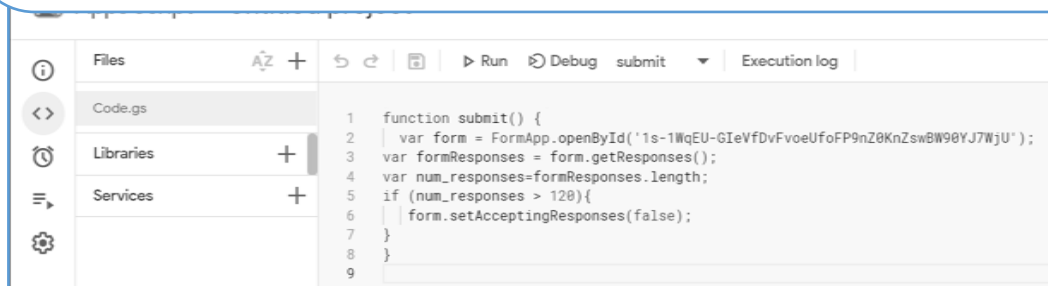 Files
AZ
Run
Debug
submit
Execution log
Code.gs
Libraries
Services
1 function submit() {
2 var form = FormApp.openById('1s-1WqEU-GIeVfDvFvoeUfoFP9nZ0KnZswBW90YJ7WjU');
3 var formResponses = form.getResponses();
4 var num_responses=formResponses.length;
5 if (num_responses > 120){
6 form.setAcceptingResponses(false);
7 }
8 }
9